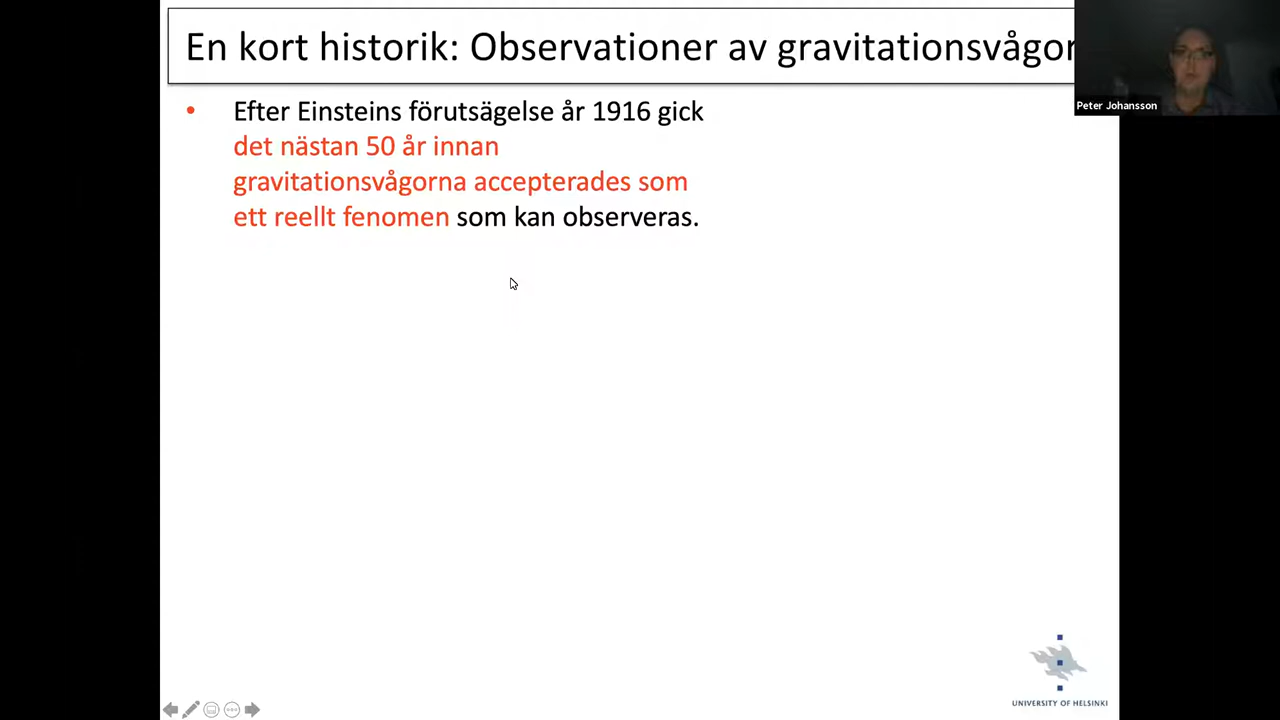 En kort historik: Observationer av gravitationsvågor
Peter Johansson
• Efter Einsteins förutsägelse år 1916 gick
det nästan 50 år innan
gravitationsvågorna accepterades som
ett reellt fenomen som kan observeras.
UNIVERSITY OF HELSINKI